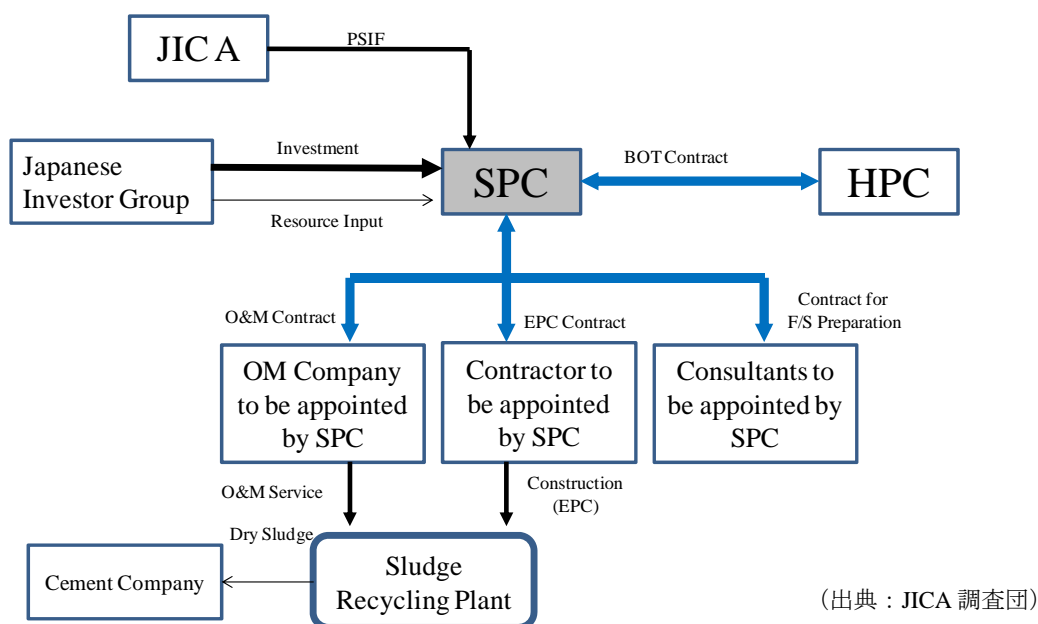 JICA
PSIF
Japanese
Investor Group
Investment
Resource Input
SPC
BOT Contract
HPC
O&M Contract
EPC Contract
Contract for
F/S Preparation
OM Company
to be appointed
by SPC
Contractor to
be appointed
by SPC
Consultants to
be appointed by
SPC
O&M Service
Construction
(EPC)
Dry Sludge
Cement Company
Sludge
Recycling Plant
（出典：JICA 調査団）